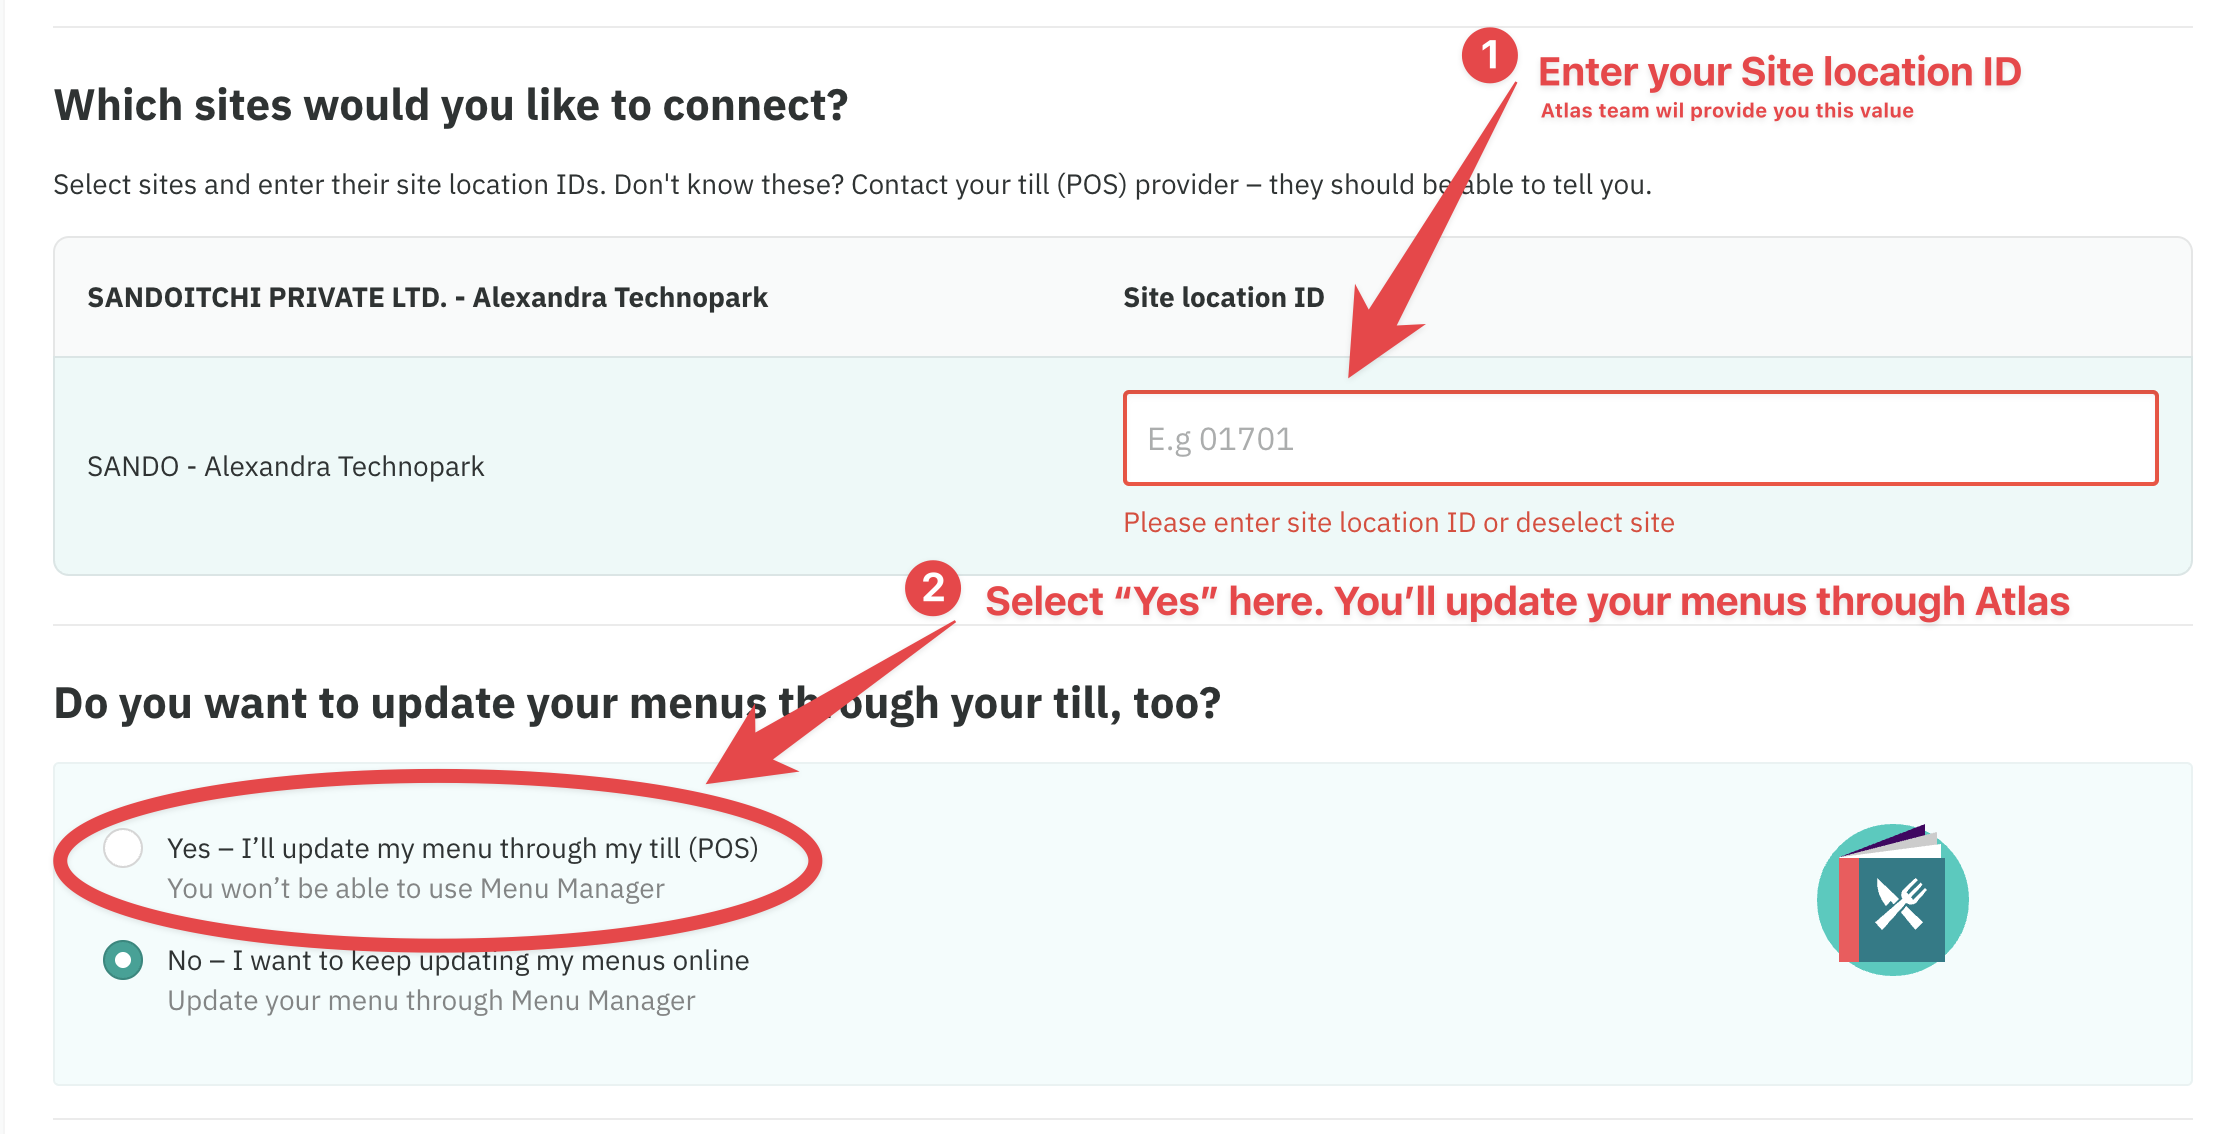 1
Enter your Site location ID
Atlas team wil provide you this value
Which sites would you like to connect?
Select sites and enter their site location IDs. Don't know these? Contact your till (POS) provider – they should be able to tell you.
SANDOITCHI PRIVATE LTD. - Alexandra Technopark
Site location ID
SANDO - Alexandra Technopark
E.g 01701
Please enter site location ID or deselect site
2
Select “Yes” here. You’ll update your menus through Atlas
Do you want to update your menus through your till, too?
Yes – I’ll update my menu through my till (POS)
You won’t be able to use Menu Manager
No – I want to keep updating my menus online
Update your menu through Menu Manager